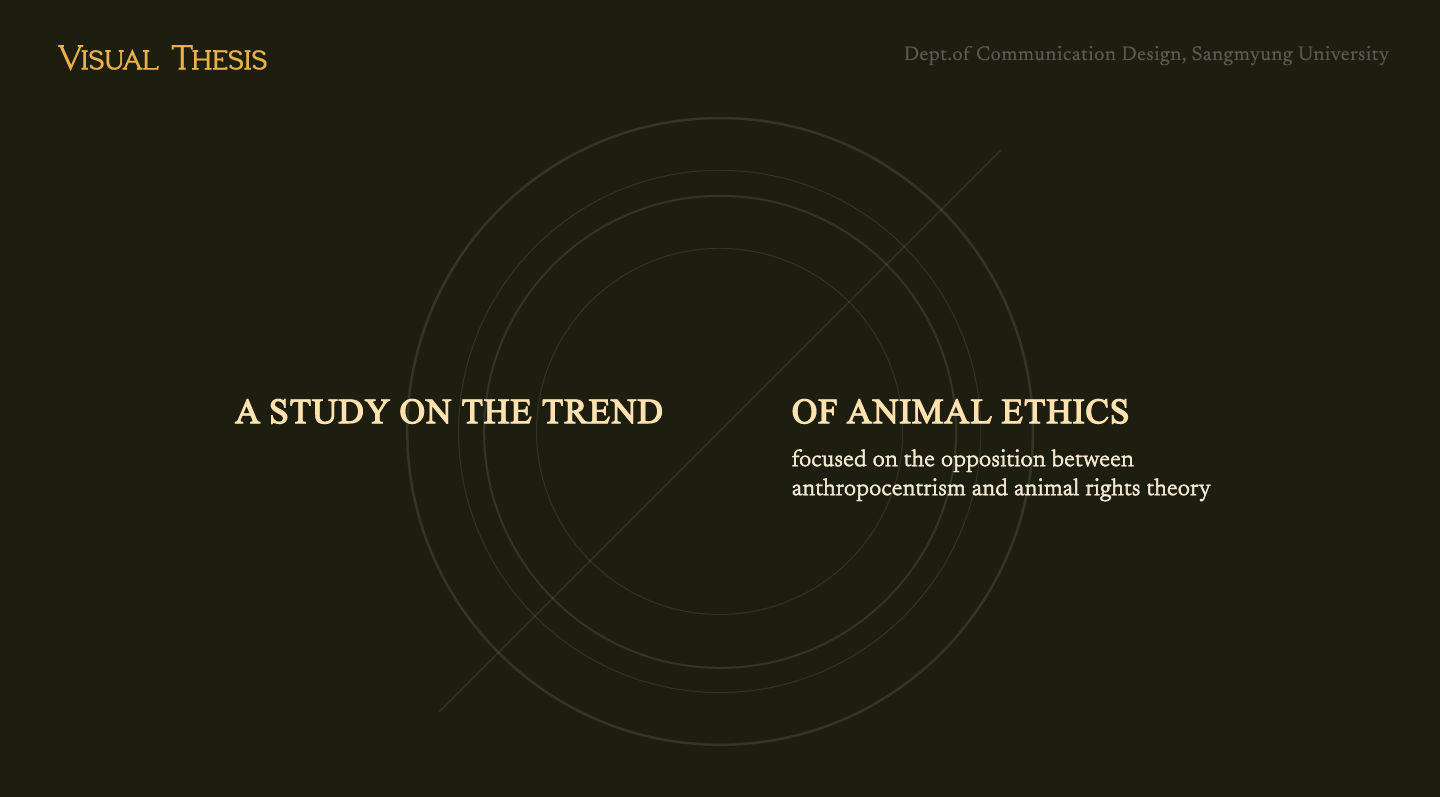 Visual Thesis
Dept.of Communication Design, Sangmyung University
A STUDY ON THE TREND
OF ANIMAL ETHICS
focused on the opposition between
anthropocentrism and animal rights theory